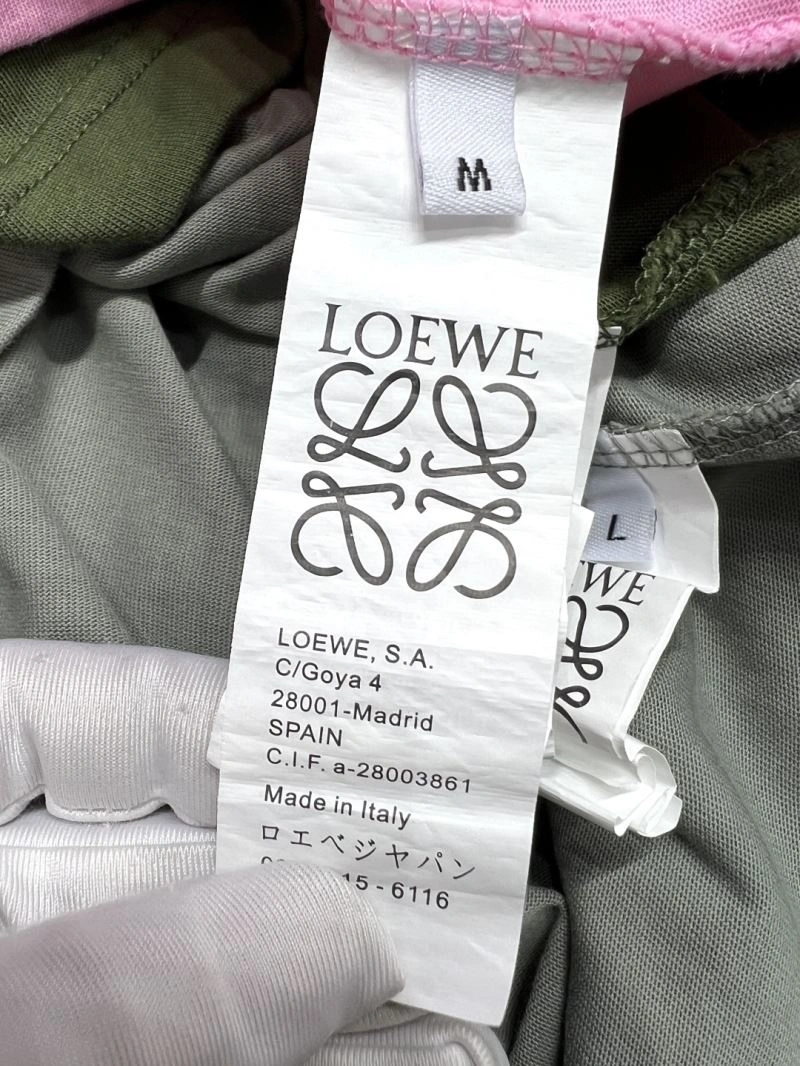 M
LOEWE
LOEWE, S.A.
C/Goya 4
28001-Madrid
SPAIN
C.I.F. a-28003861
Made in Italy
ロエベジャパン
15-6116
L
WE